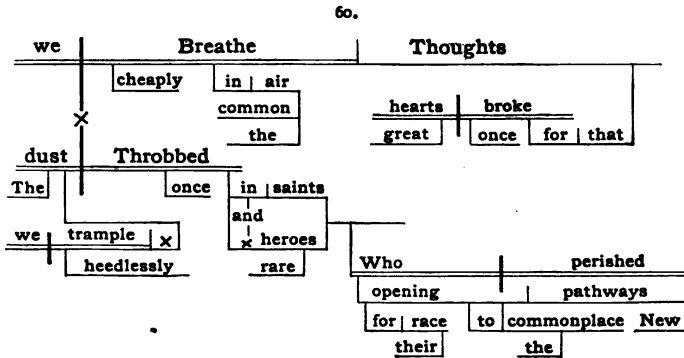 60.
we Breathe Thoughts
cheaply in air
common
the
hearts broke
great once for that
×
dust Throbbed
The once in saints
and
we trample × × heroes
heedlessly rare
Who perished
opening pathways
for race to commonplace New
their the